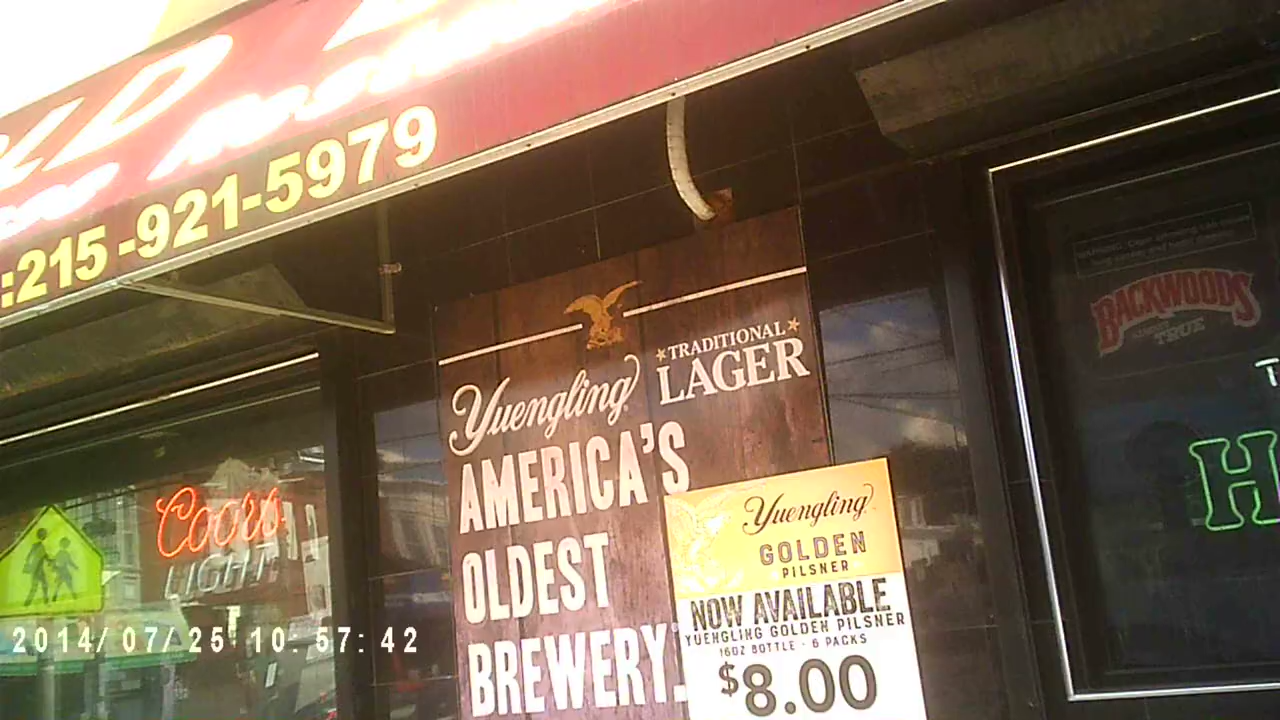 :215-921-5979
Yuengling
TRADITIONAL
LAGER
AMERICA'S
OLDEST
BREWERY.
Yuengling
GOLDEN
PILSNER
NOW AVAILABLE
YUENGLING GOLDEN PILSNER
16OZ BOTTLE - 6 PACKS
$8.00
Coors
LIGHT
BACKWOODS
TRUE
T
H
2014/07/25 10:57:42